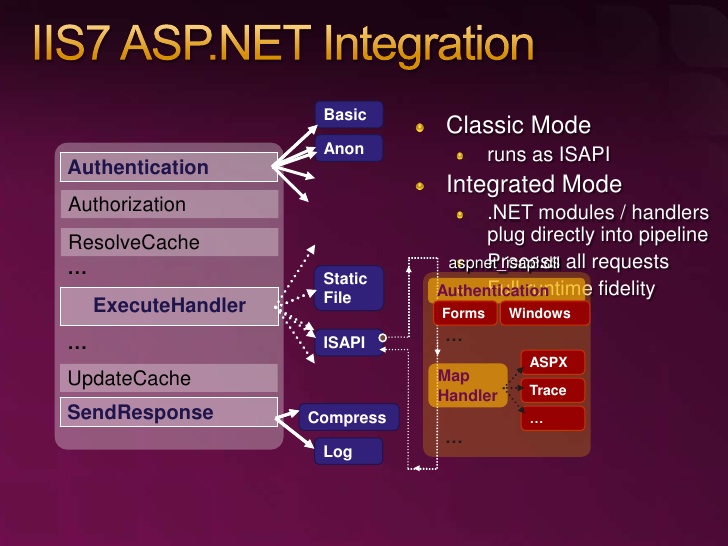 IIS7 ASP.NET Integration
Basic
Anon
Authentication
Authorization
ResolveCache
...
ExecuteHandler
...
UpdateCache
SendResponse
Static
File
ISAPI
Compress
Log
Classic Mode
runs as ISAPI
Integrated Mode
.NET modules / handlers
plug directly into pipeline
Process all requests
Full runtime fidelity
aspnet_isapi.dll
Authentication
Forms
Windows
...
Map
Handler
ASPX
Trace
...
...